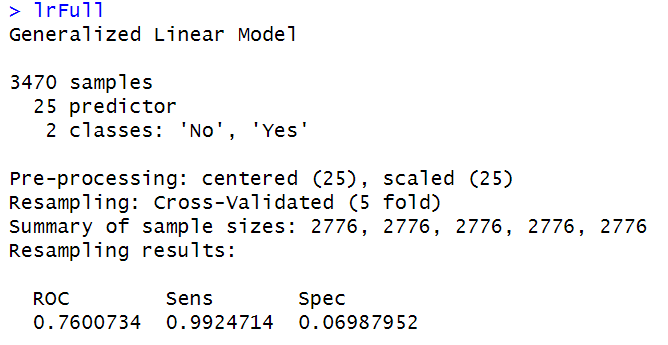 > lrFull
Generalized Linear Model

3470 samples
  25 predictor
   2 classes: 'No', 'Yes'

Pre-processing: centered (25), scaled (25)
Resampling: Cross-Validated (5 fold)
Summary of sample sizes: 2776, 2776, 2776, 2776, 2776
Resampling results:

  ROC        Sens       Spec
  0.7600734  0.9924714  0.06987952